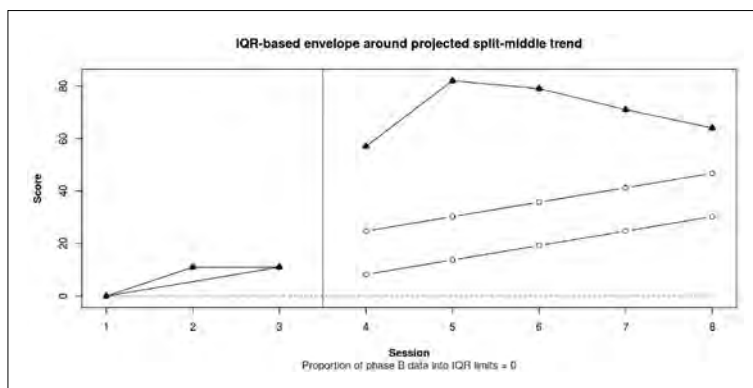 IQR-based envelope around projected split-middle trend
Score
80
60
40
20
0
1 2 3 4 5 6 7 8
Session
Proportion of phase B data into IQR limits = 0